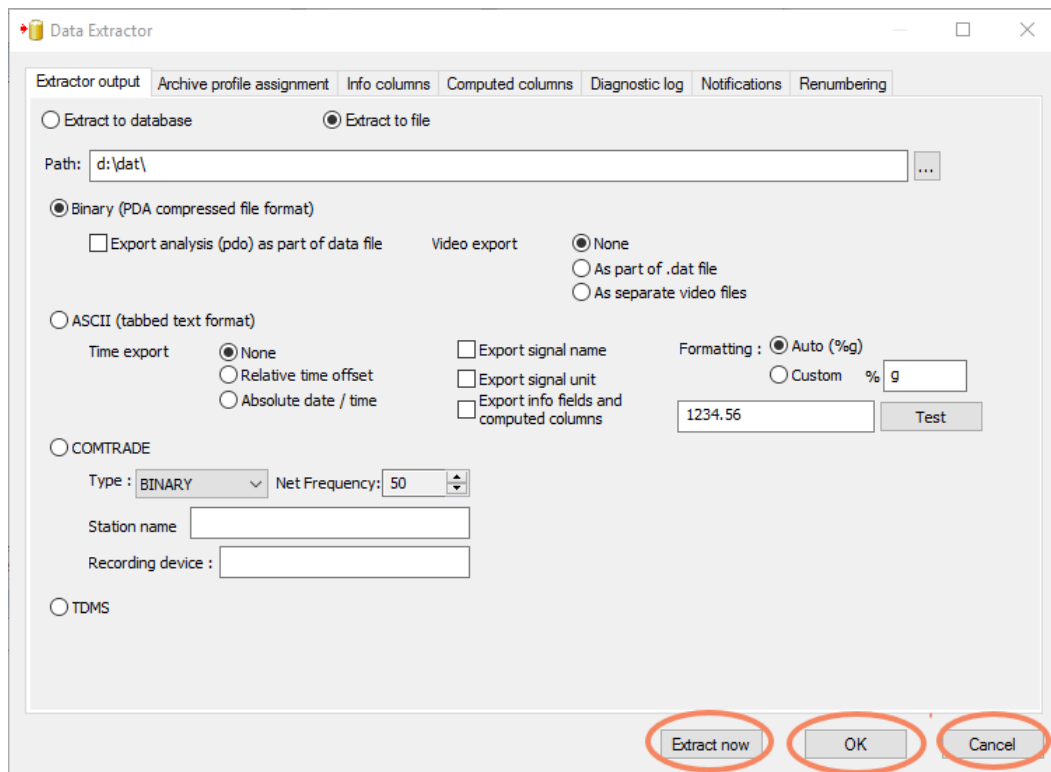 Data Extractor
Extractor output Archive profile assignment Info columns Computed columns Diagnostic log Notifications Renumbering
Extract to database Extract to file
Path: d:\dat\ ...
Binary (PDA compressed file format)
Export analysis (pdo) as part of data file Video export None
As part of .dat file
As separate video files
ASCII (tabbed text format)
Time export None Export signal name Formatting : Auto (%g)
Relative time offset Export signal unit Custom % g
Absolute date / time Export info fields and
computed columns 1234.56 Test
COMTRADE
Type : BINARY Net Frequency: 50
Station name
Recording device :
TDMS
Extract now OK Cancel